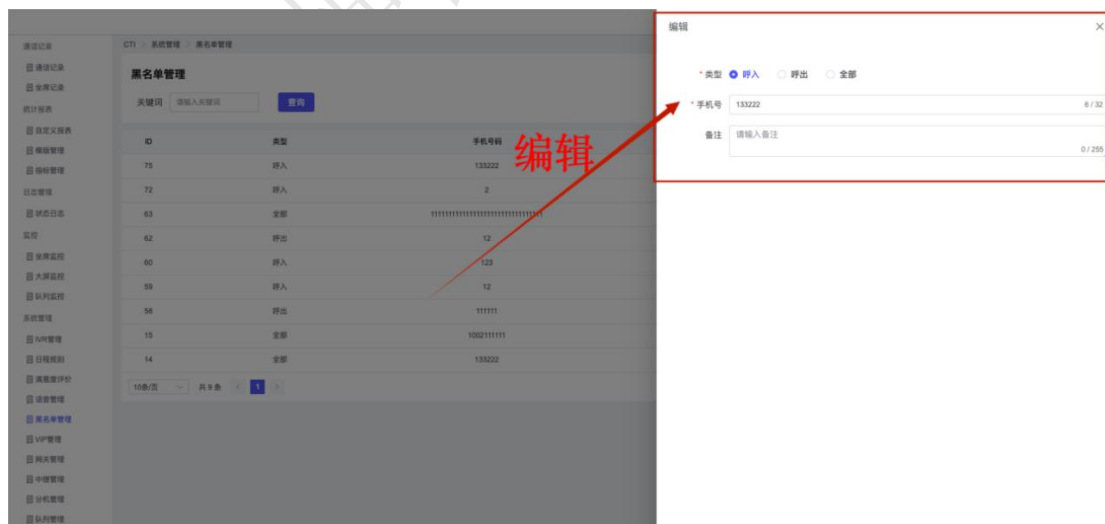 编辑
×
* 类型 呼入 呼出 全部
* 手机号 133222 6 / 32
备注 请输入备注
0 / 255
编辑
CTI > 系统管理 > 黑名单管理
黑名单管理
关键词 请输入关键词 查询
ID 类型 手机号码
75 呼入 133222
72 呼入 2
63 全部
62 呼出 12
60 呼入 123
59 呼入 12
58 呼出 111111
15 全部 1002111111
14 全部 133222
10条/页 共 9 条 < 1 >
通话记录
通话记录
坐席记录
统计报表
自定义报表
模版管理
指标管理
日志管理
状态日志
监控
坐席监控
大屏监控
队列监控
系统管理
IVR管理
日程规则
满意度评价
语音管理
黑名单管理
VIP管理
网关管理
中继管理
分机管理
队列管理